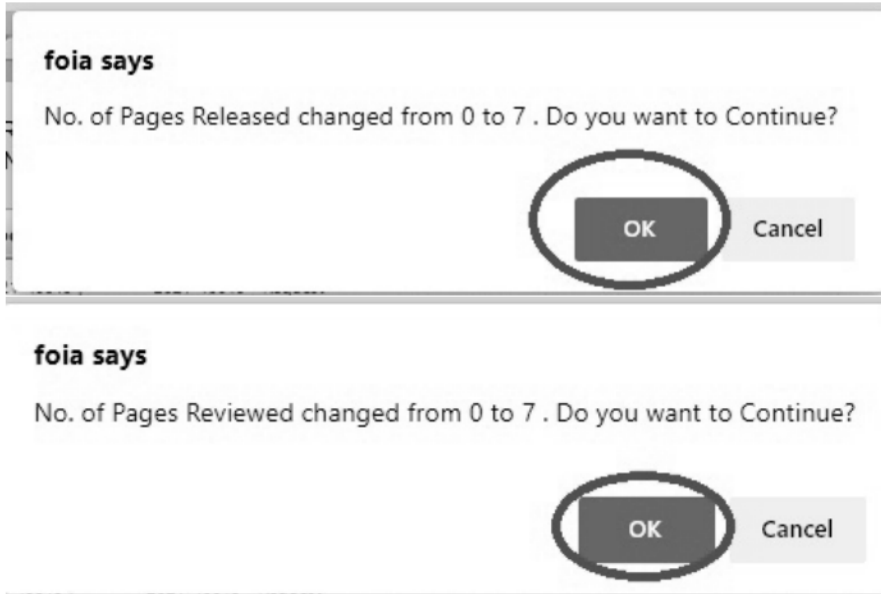 foia says
No. of Pages Released changed from 0 to 7 . Do you want to Continue?
OK Cancel
foia says
No. of Pages Reviewed changed from 0 to 7 . Do you want to Continue?
OK Cancel